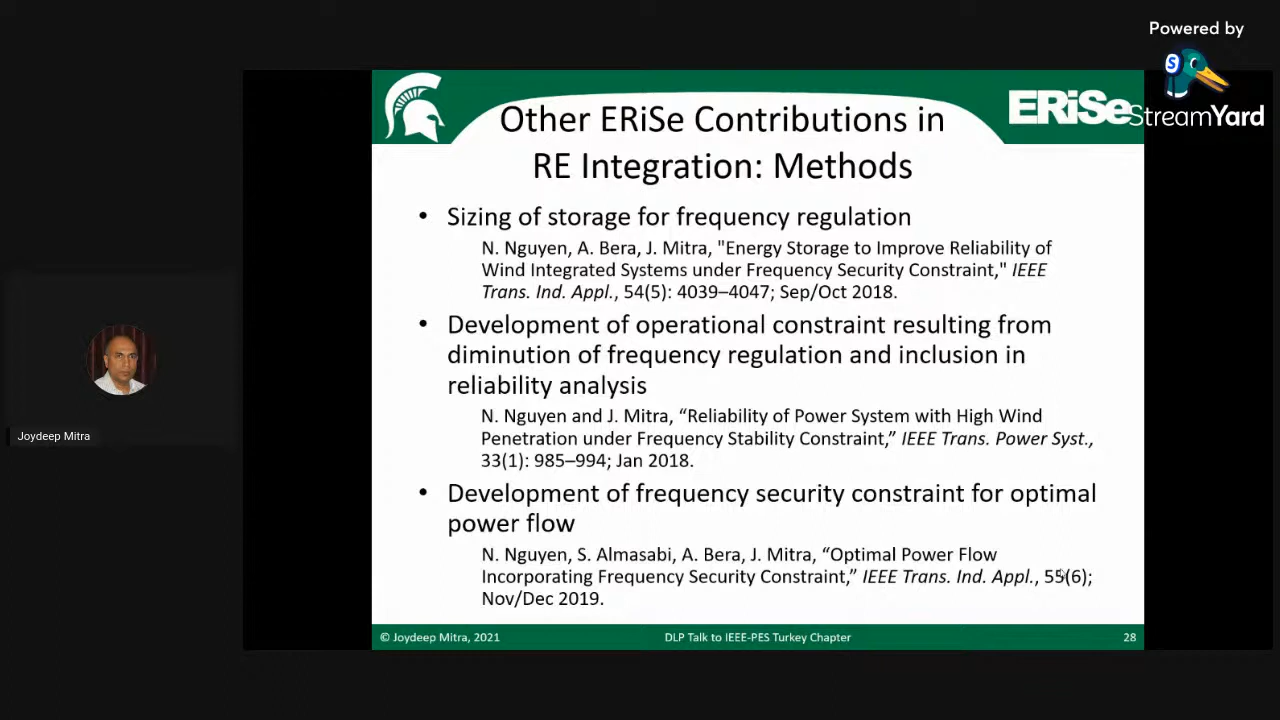 Powered by
S
ERiSe
StreamYard
Other ERiSe Contributions in
RE Integration: Methods
• Sizing of storage for frequency regulation
N. Nguyen, A. Bera, J. Mitra, "Energy Storage to Improve Reliability of
Wind Integrated Systems under Frequency Security Constraint," IEEE
Trans. Ind. Appl., 54(5): 4039–4047; Sep/Oct 2018.
• Development of operational constraint resulting from
diminution of frequency regulation and inclusion in
reliability analysis
N. Nguyen and J. Mitra, “Reliability of Power System with High Wind
Penetration under Frequency Stability Constraint,” IEEE Trans. Power Syst.,
33(1): 985–994; Jan 2018.
• Development of frequency security constraint for optimal
power flow
N. Nguyen, S. Almasabi, A. Bera, J. Mitra, “Optimal Power Flow
Incorporating Frequency Security Constraint,” IEEE Trans. Ind. Appl., 55(6);
Nov/Dec 2019.
Joydeep Mitra
© Joydeep Mitra, 2021
DLP Talk to IEEE-PES Turkey Chapter
28